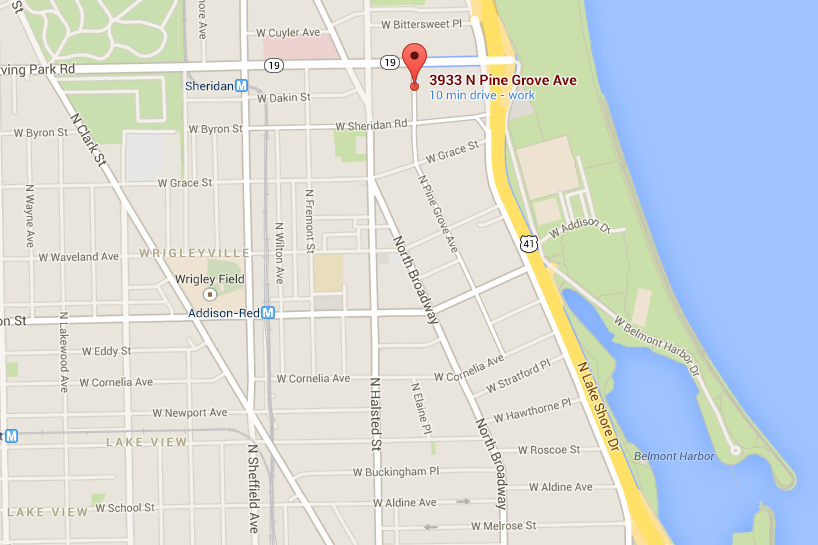 St
more Ave
W Bittersweet Pl
W Cuyler Ave
19
19
ving Park Rd
3933 N Pine Grove Ave
10 min drive - work
Sheridan M
W Dakin St
W Byron St
W Byron St
W Sheridan Rd
N Clark St
W Grace St
W Grace St
N Wayne Ave
N Fremont St
N Pine Grove Ave
W Addison Dr
41
WRIGLEYVILLE
W Waveland Ave
N Wilton Ave
North Broadway
Wrigley Field
Addison-Red M
on St
N Lakewood Ave
W Belmont Harbor Dr
W Eddy St
W Cornelia Ave
W Cornelia Ave
W Cornelia Ave
W Stratford Pl
N Lake Shore Dr
N Halsted St
N Elaine Pl
W Hawthorne Pl
W Newport Ave
t M
LAKE VIEW
North Broadway
W Roscoe St
Belmont Harbor
N Sheffield Ave
W Buckingham Pl
W Aldine Ave
W Aldine Ave
LAKE VIEW
W School St
W Melrose St